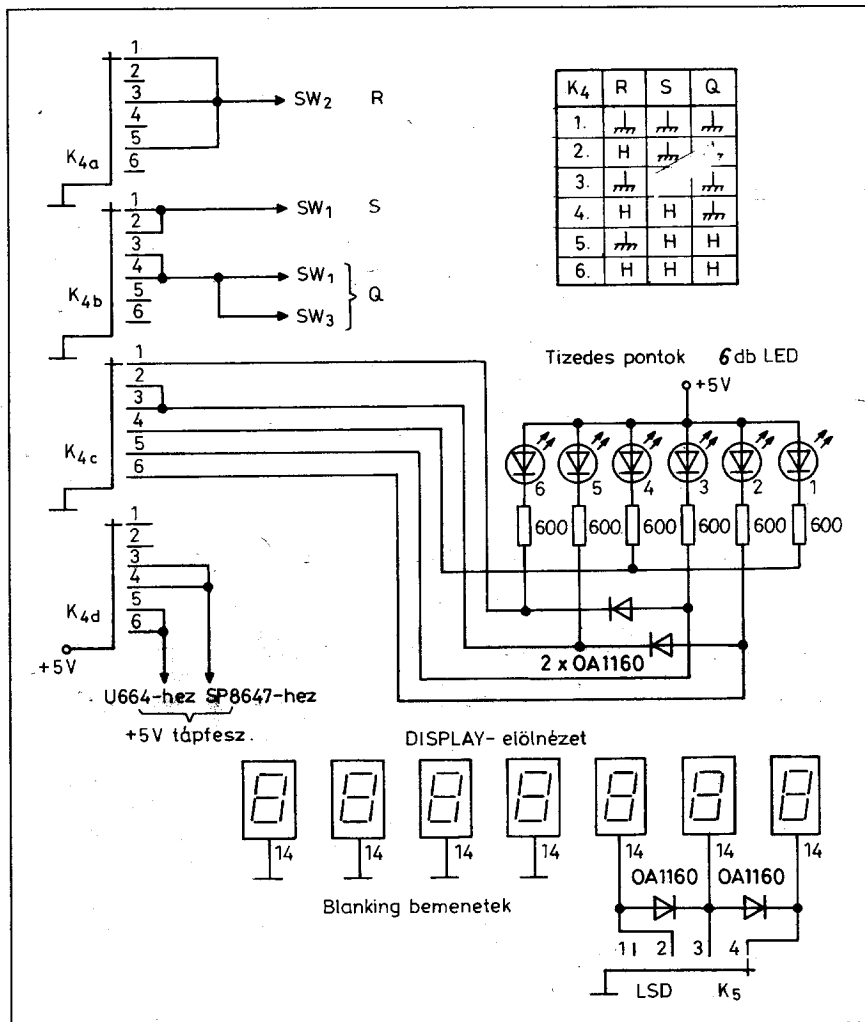 1
2
3
4
5
6
K4a
SW2 R
1
2
3
4
5
6
K4b
SW1 S
SW1
SW3
Q
1
2
3
4
5
6
K4c
1
2
3
4
5
6
K4d
+5V
U664-hez SP8647-hez
+5V tápfesz.
K4 R S Q
1.
2. H
3.
4. H H
5. H H
6. H H H
Tizedes pontok 6 db LED
+5V
6 5 4 3 2 1
600 600 600 600 600 600
2 x OA1160
DISPLAY- elölnézet
14 14 14 14 14 14 14
OA1160 OA1160
Blanking bemenetek
1 2 3 4
LSD K5